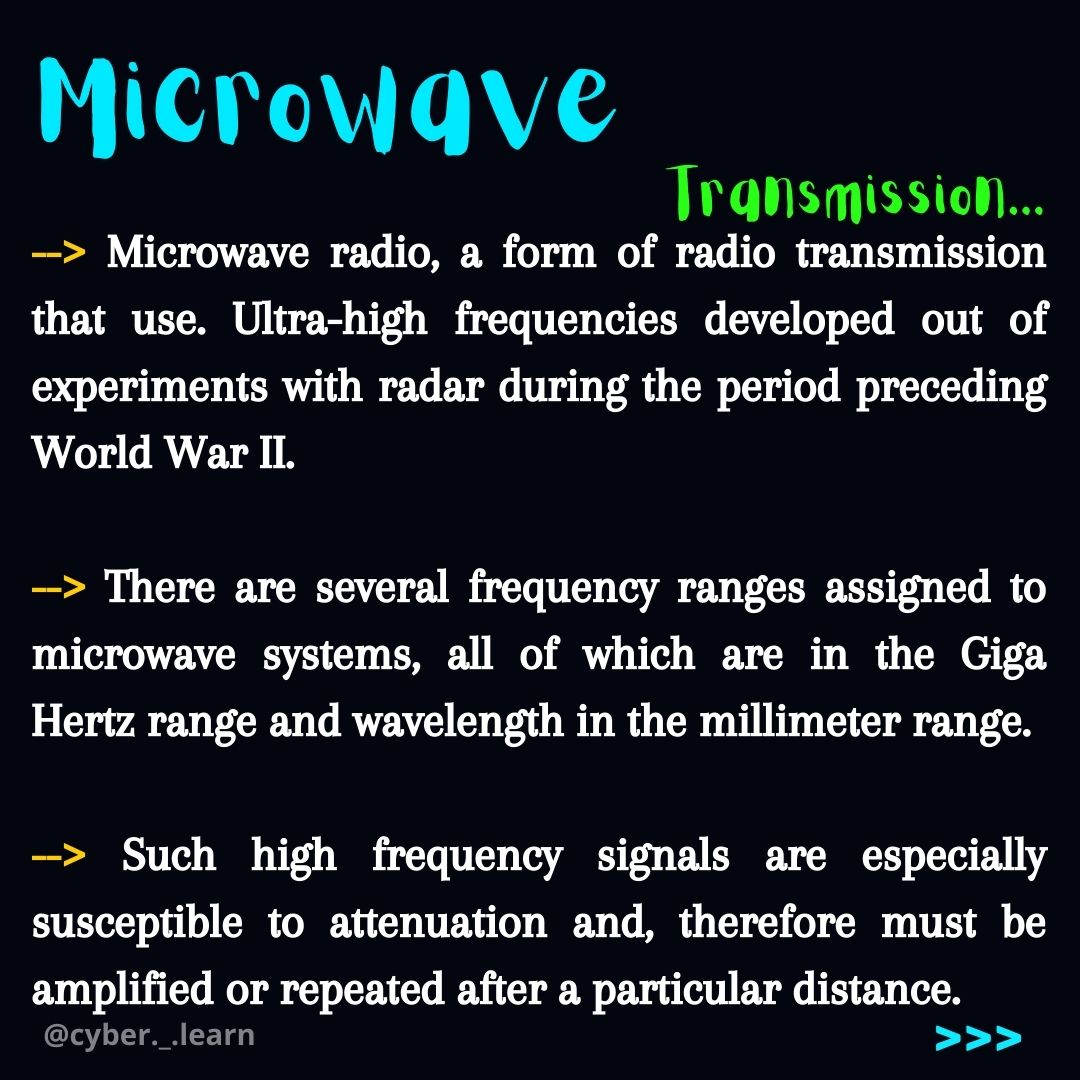 Microwave
Transmission...
--> Microwave radio, a form of radio transmission
that use. Ultra-high frequencies developed out of
experiments with radar during the period preceding
World War II.
--> There are several frequency ranges assigned to
microwave systems, all of which are in the Giga
Hertz range and wavelength in the millimeter range.
--> Such high frequency signals are especially
susceptible to attenuation and, therefore must be
amplified or repeated after a particular distance.
@cyber._.learn
>>>